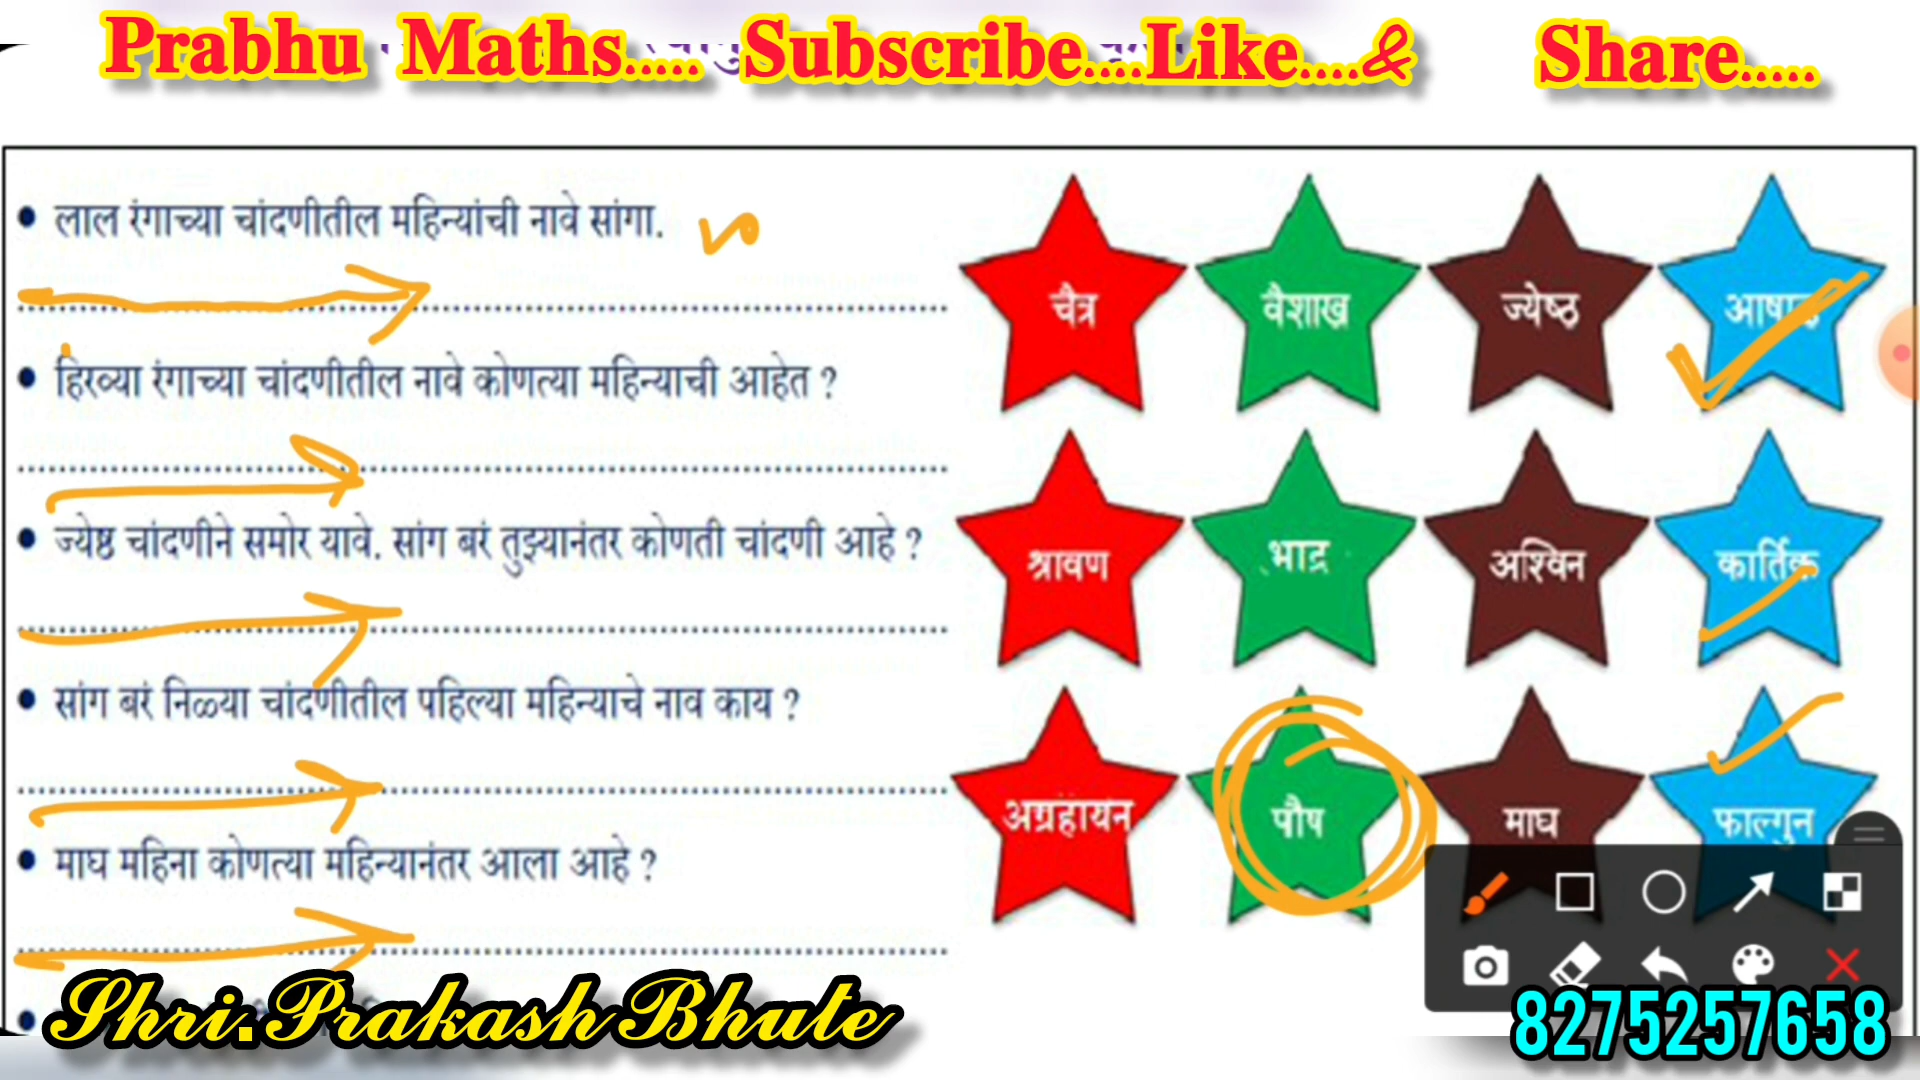 Prabhu Maths..... Subscribe....Like....& Share.....
• लाल रंगाच्या चांदणीतील महिन्यांची नावे सांगा.
• हिरव्या रंगाच्या चांदणीतील नावे कोणत्या महिन्याची आहेत ?
• ज्येष्ठ चांदणीने समोर यावे. सांग बरं तुझ्यानंतर कोणती चांदणी आहे ?
• सांग बरं निळ्या चांदणीतील पहिल्या महिन्याचे नाव काय ?
• माघ महिना कोणत्या महिन्यानंतर आला आहे ?
चैत्र वैशाख ज्येष्ठ आषाढ
श्रावण भाद्र अश्विन कार्तिक
अग्रहायन पौष माघ फाल्गुन
Shri.Prakash Bhute
8275257658